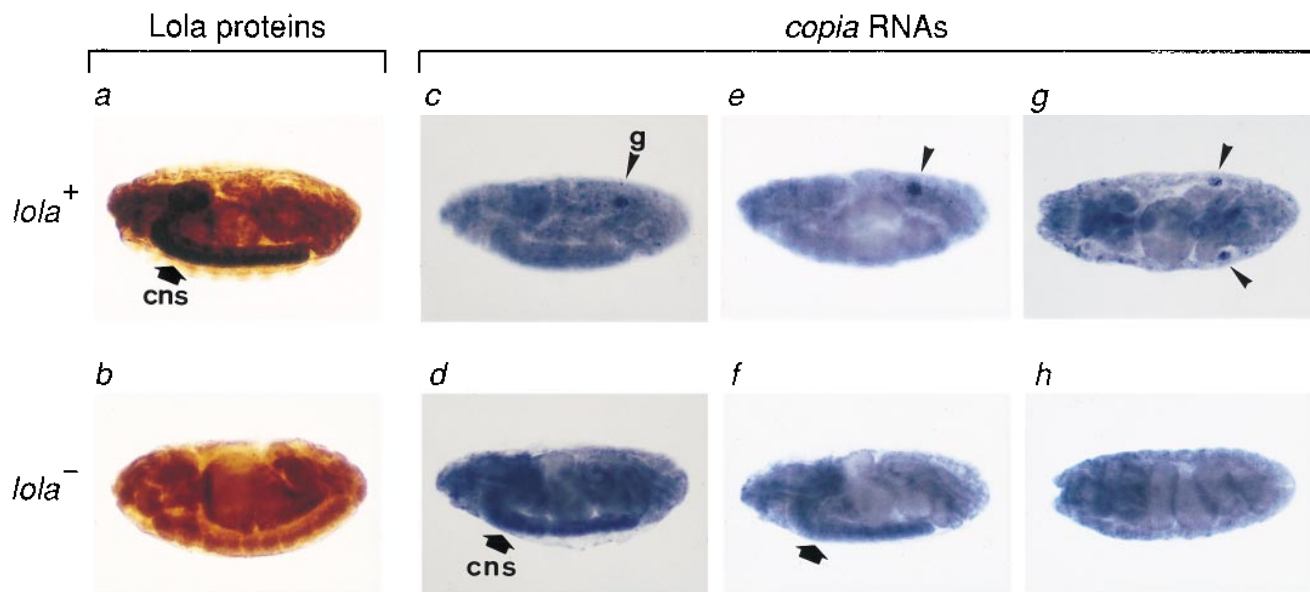 Lola proteins
copia RNAs
a
c
e
g
lola+
g
cns
b
d
f
h
lola−
cns